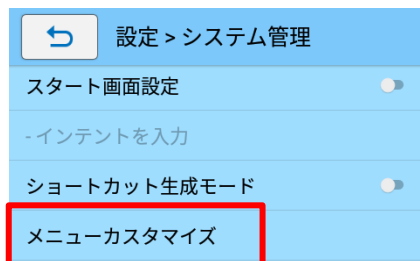 設定 > システム管理
スタート画面設定
- インテントを入力
ショートカット生成モード
メニューカスタマイズ